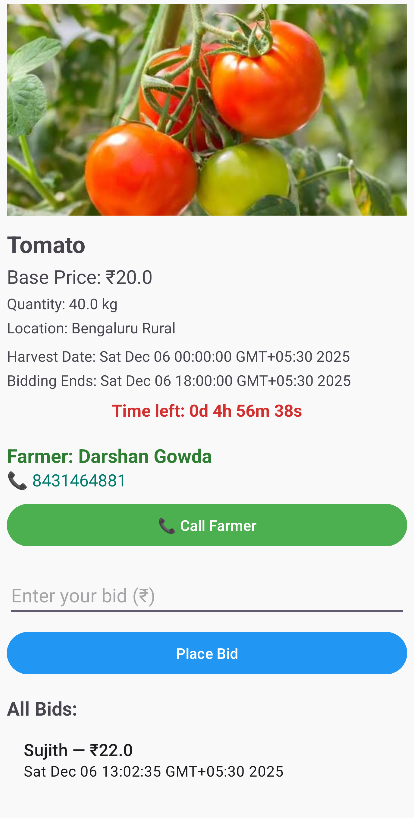 Tomato
Base Price: ₹20.0
Quantity: 40.0 kg
Location: Bengaluru Rural
Harvest Date: Sat Dec 06 00:00:00 GMT+05:30 2025
Bidding Ends: Sat Dec 06 18:00:00 GMT+05:30 2025
Time left: 0d 4h 56m 38s
Farmer: Darshan Gowda
📞 8431464881
📞 Call Farmer
Enter your bid (₹)
Place Bid
All Bids:
Sujith — ₹22.0
Sat Dec 06 13:02:35 GMT+05:30 2025